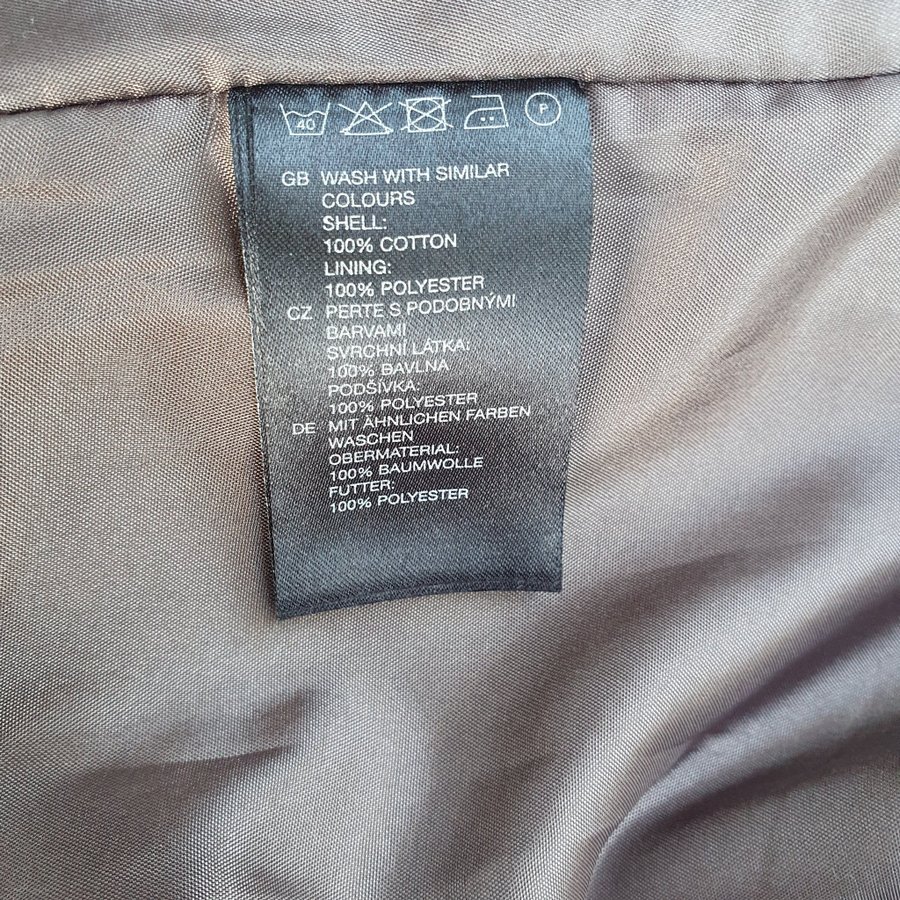 40 P
GB WASH WITH SIMILAR
COLOURS
SHELL:
100% COTTON
LINING:
100% POLYESTER
CZ PERTE S PODOBNÝMI
BARVAMI
SVRCHNÍ LÁTKA:
100% BAVLNA
PODŠÍVKA:
100% POLYESTER
DE MIT ÄHNLICHEN FARBEN
WASCHEN
OBERMATERIAL:
100% BAUMWOLLE
FUTTER:
100% POLYESTER